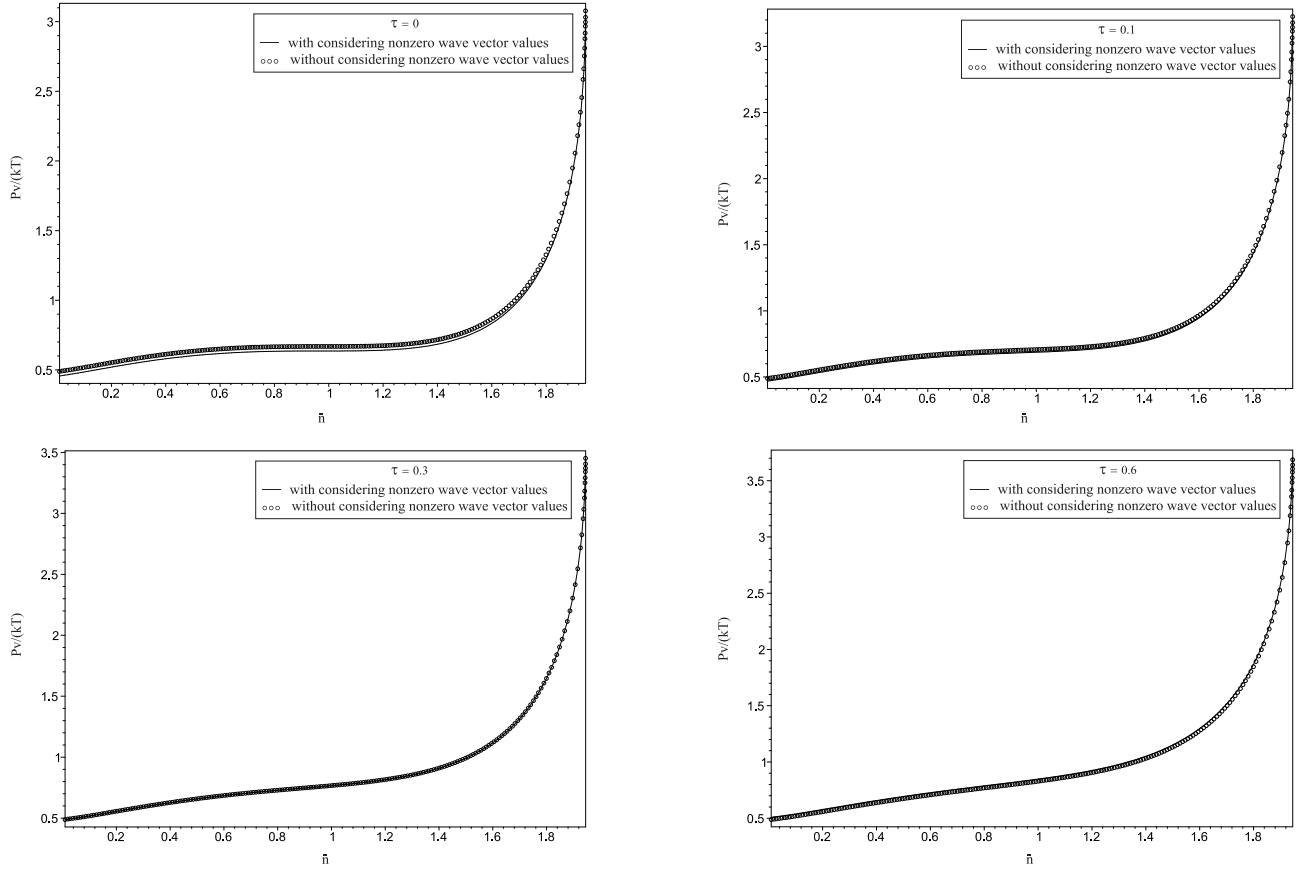 τ = 0
with considering nonzero wave vector values
ooo without considering nonzero wave vector values
Pv/(kT)
3
2.5
2
1.5
1
0.5
0.2 0.4 0.6 0.8 1 1.2 1.4 1.6 1.8
n̄
τ = 0.1
with considering nonzero wave vector values
ooo without considering nonzero wave vector values
Pv/(kT)
3
2.5
2
1.5
1
0.5
0.2 0.4 0.6 0.8 1 1.2 1.4 1.6 1.8
n̄
τ = 0.3
with considering nonzero wave vector values
ooo without considering nonzero wave vector values
Pv/(kT)
3.5
3
2.5
2
1.5
1
0.5
0.2 0.4 0.6 0.8 1 1.2 1.4 1.6 1.8
n̄
τ = 0.6
with considering nonzero wave vector values
ooo without considering nonzero wave vector values
Pv/(kT)
3.5
3
2.5
2
1.5
1
0.5
0.2 0.4 0.6 0.8 1 1.2 1.4 1.6 1.8
n̄